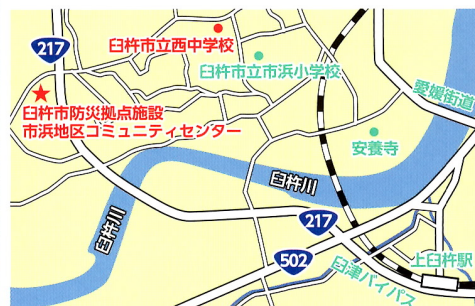 217
臼杵市立西中学校
臼杵市立市浜小学校
愛媛街道
臼杵市防災拠点施設
市浜地区コミュニティセンター
安養寺
臼杵川
臼杵川
217
502
上臼杵駅
臼津バイパス